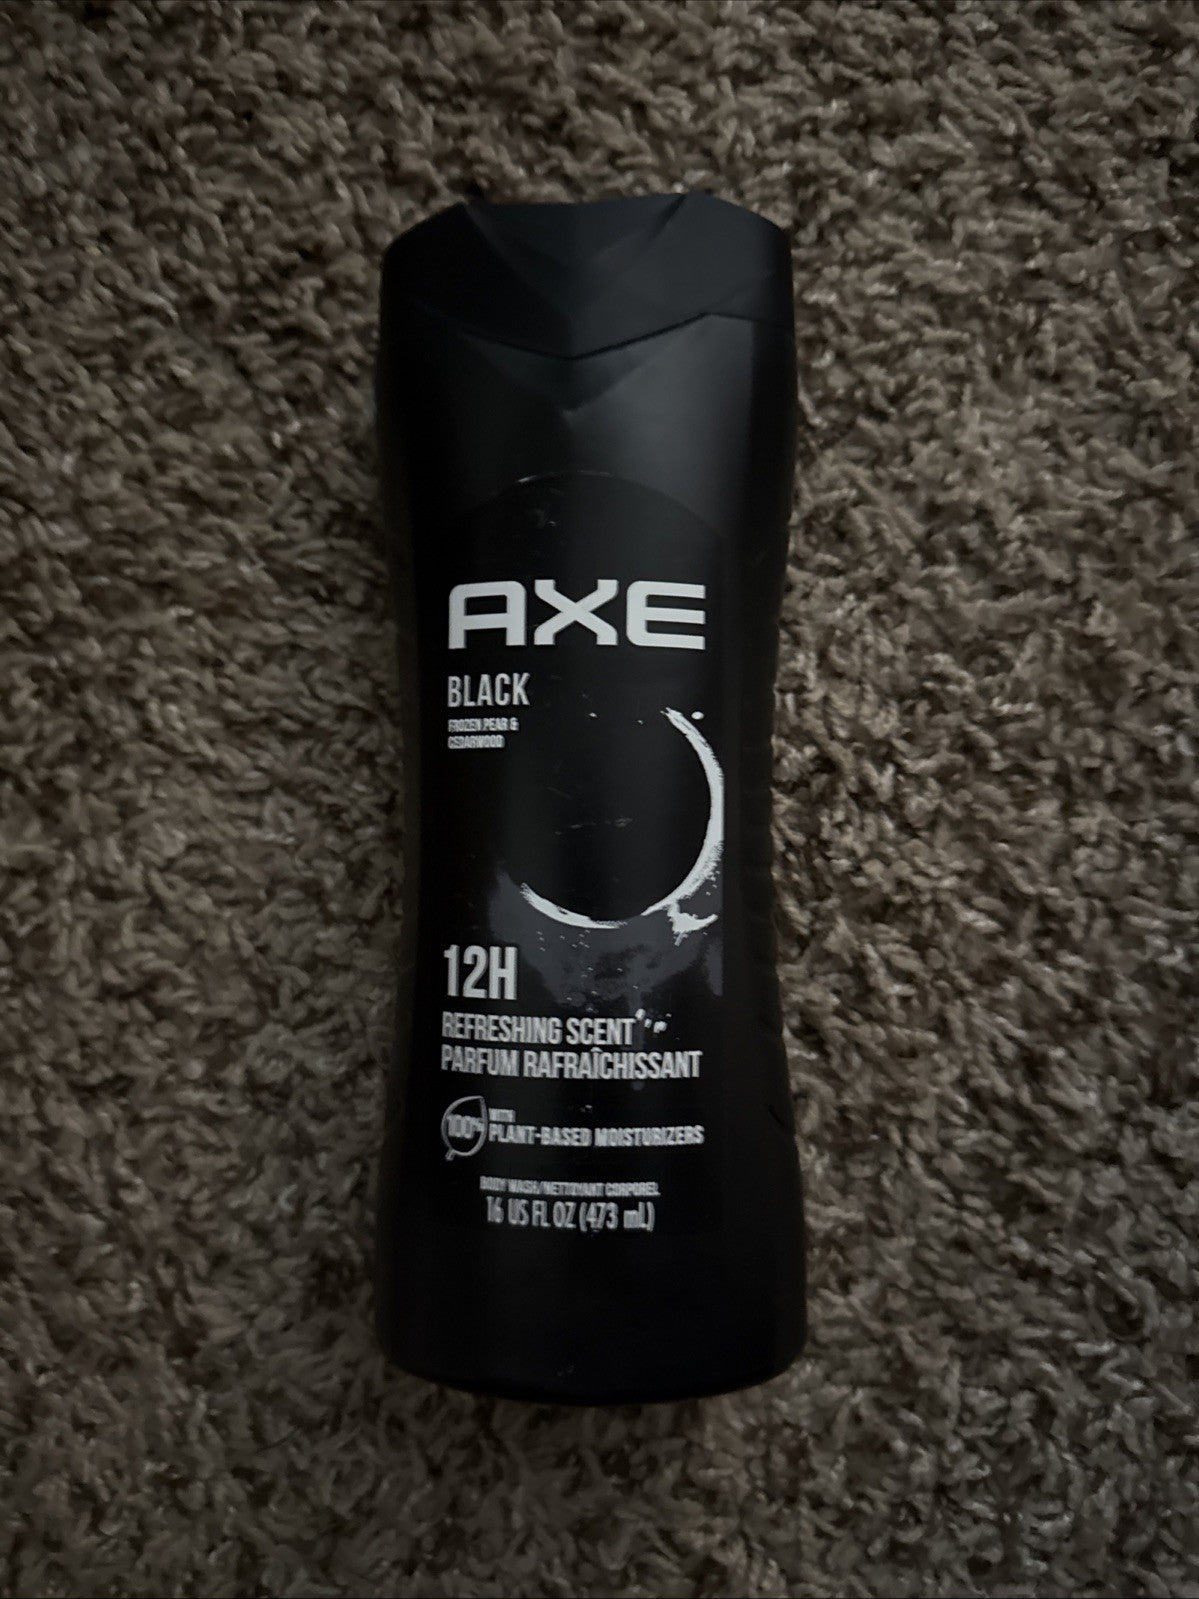 AXE
BLACK
FROZEN PEAR &
CEDARWOOD
12H
REFRESHING SCENT
PARFUM RAFRAÎCHISSANT
100%
WITH
PLANT-BASED MOISTURIZERS
BODY WASH/NETTOYANT CORPOREL
16 US FL OZ (473 mL)